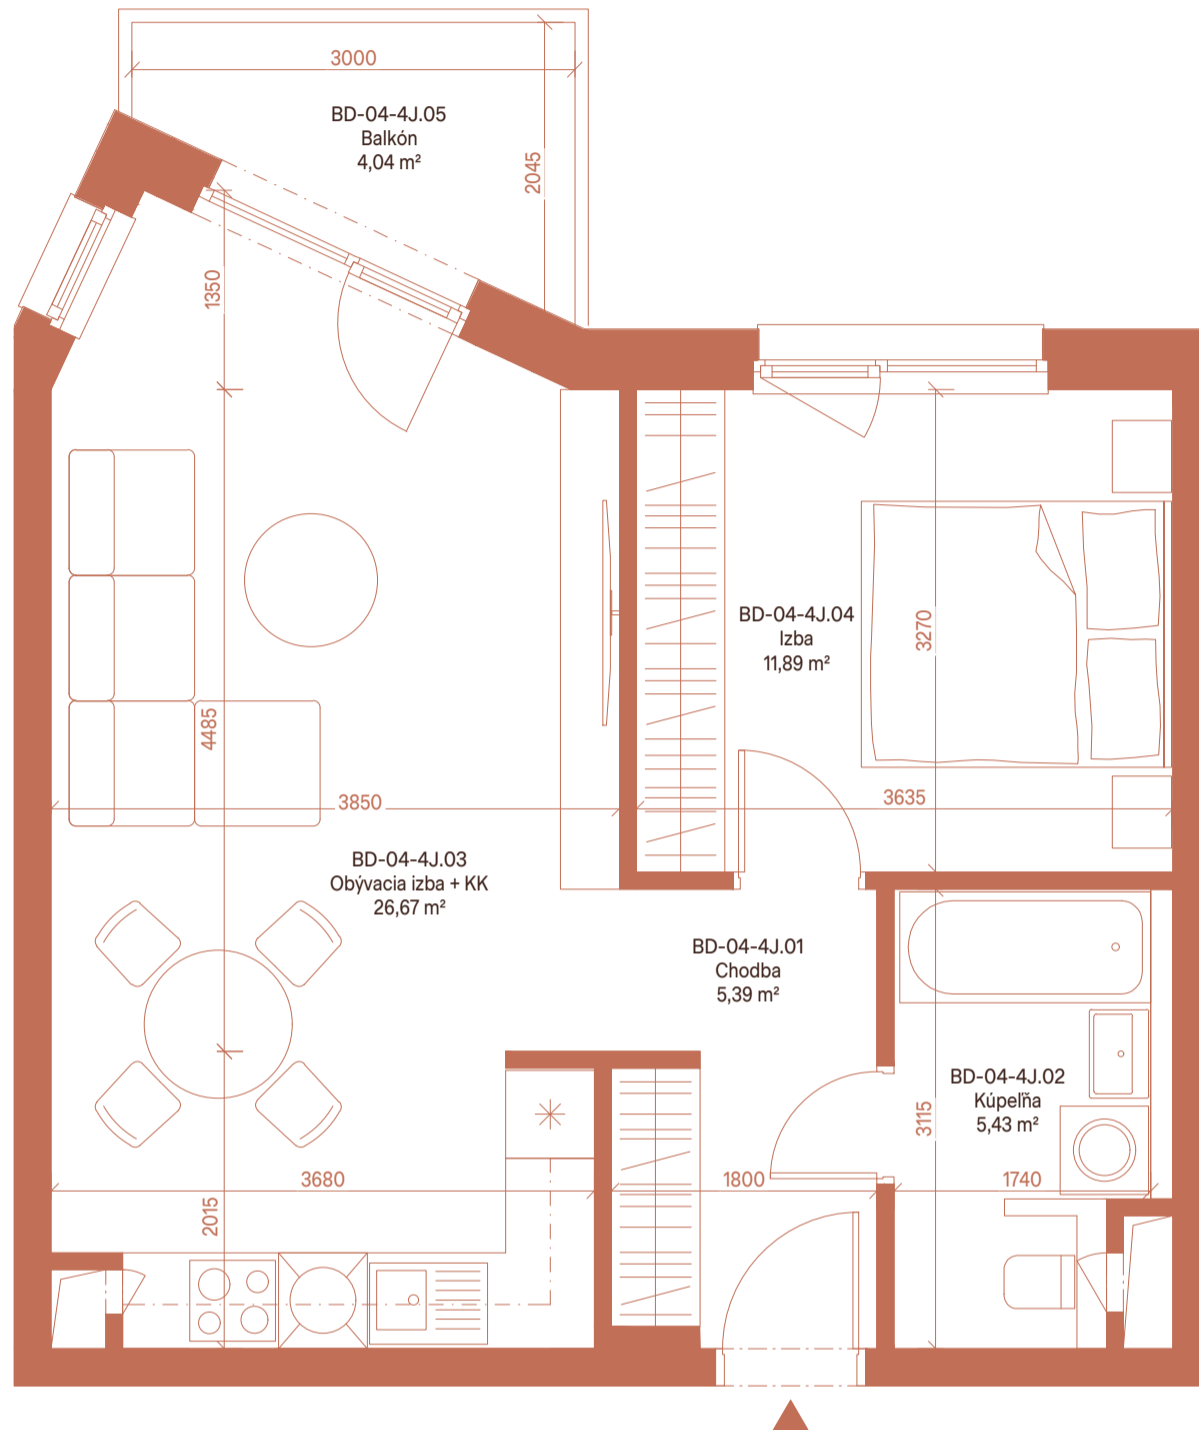 3000
BD-04-4J.05
Balkón
4,04 m²
2045
1350
BD-04-4J.04
Izba
11,89 m²
3270
4485
3850
3635
BD-04-4J.03
Obývacia izba + KK
26,67 m²
BD-04-4J.01
Chodba
5,39 m²
BD-04-4J.02
Kúpeľňa
5,43 m²
3115
3680
1800
1740
2015